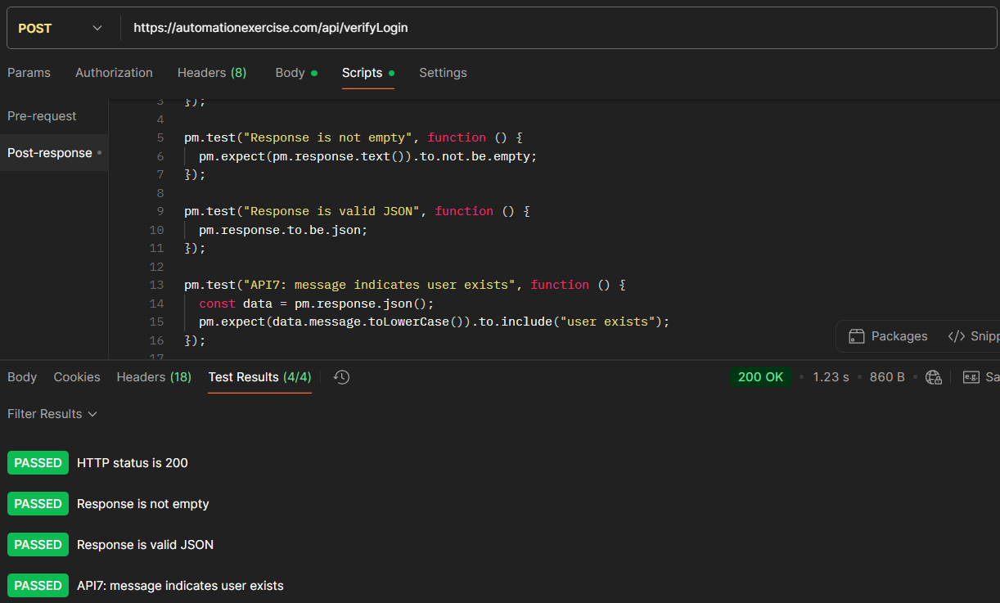 POST https://automationexercise.com/api/verifyLogin
Params Authorization Headers (8) Body Scripts Settings
Pre-request
Post-response
3 });
4
5 pm.test("Response is not empty", function () {
6 pm.expect(pm.response.text()).to.not.be.empty;
7 });
8
9 pm.test("Response is valid JSON", function () {
10 pm.response.to.be.json;
11 });
12
13 pm.test("API7: message indicates user exists", function () {
14 const data = pm.response.json();
15 pm.expect(data.message.toLowerCase()).to.include("user exists");
16 });
17
Packages </> Snipp
Body Cookies Headers (18) Test Results (4/4) 200 OK • 1.23 s • 860 B • e.g. Sa
Filter Results
PASSED HTTP status is 200
PASSED Response is not empty
PASSED Response is valid JSON
PASSED API7: message indicates user exists